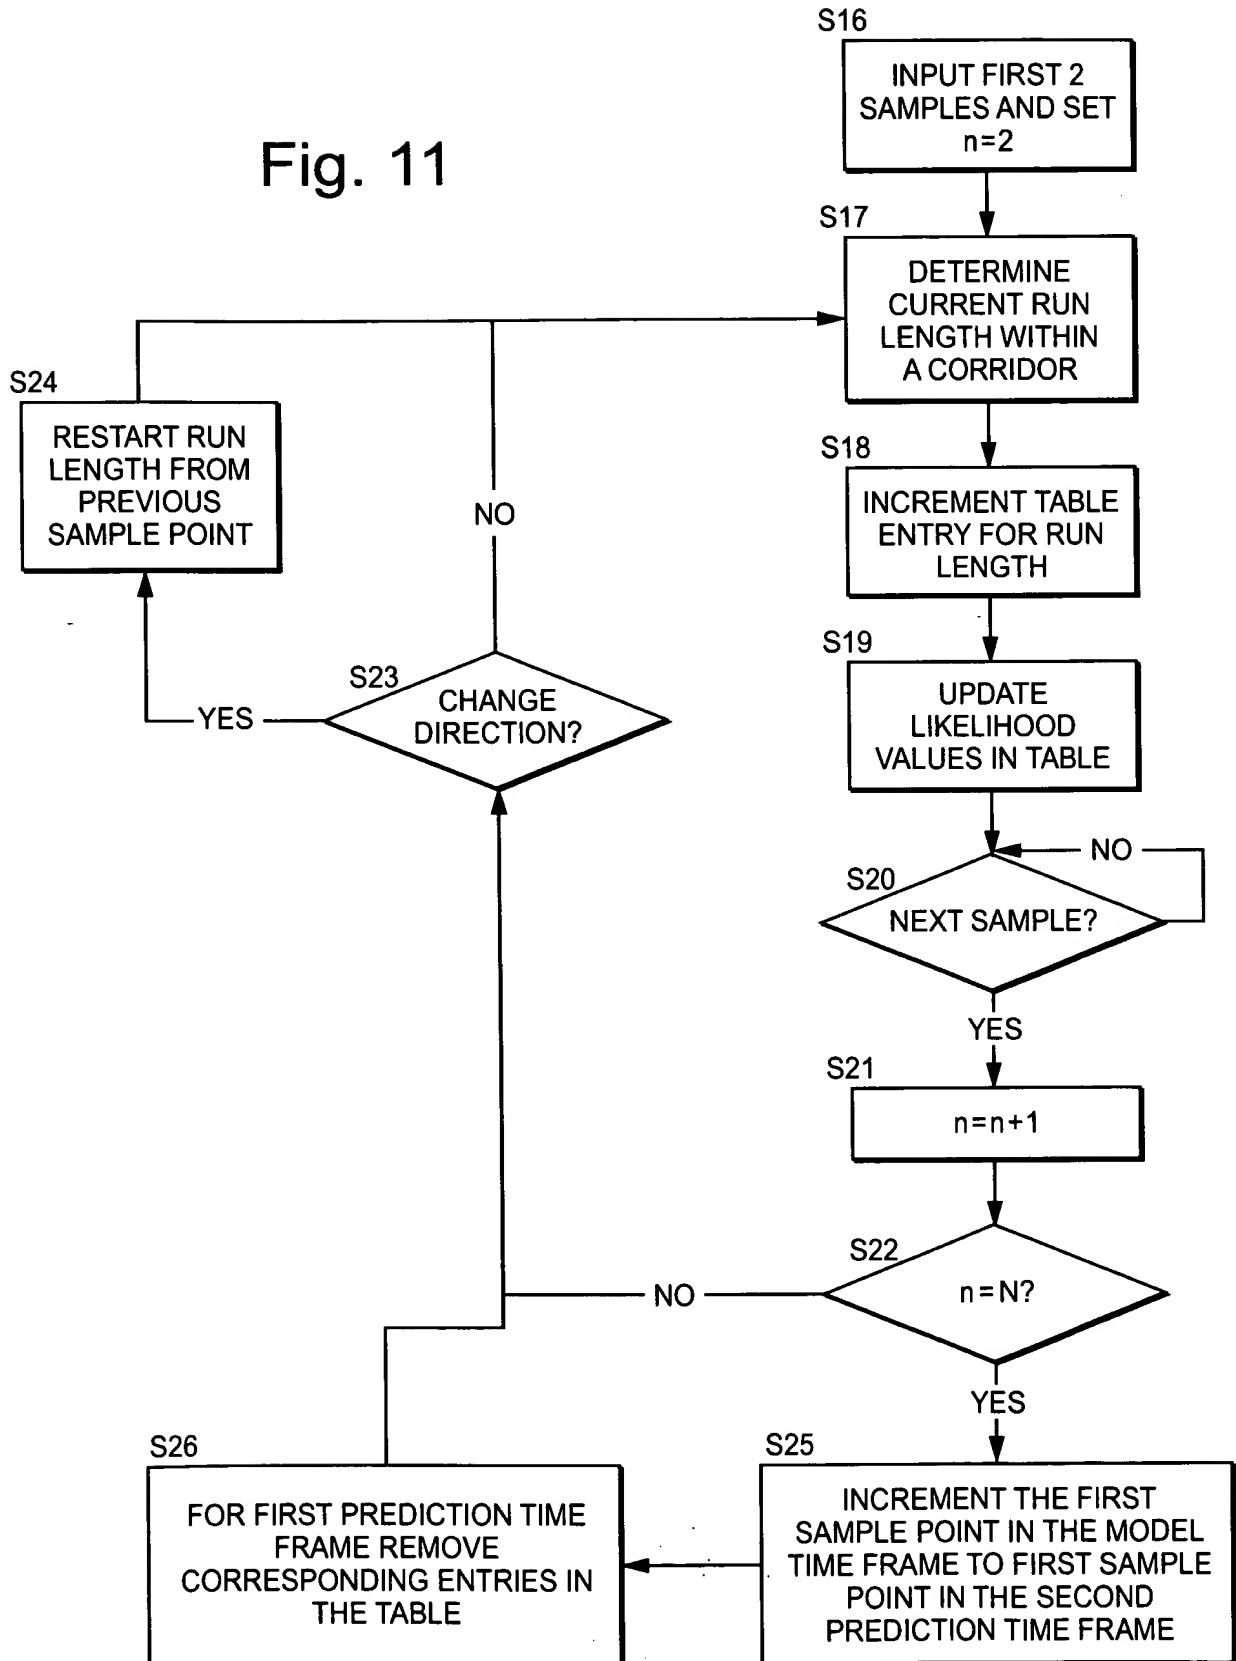 Fig. 11
S16
INPUT FIRST 2
SAMPLES AND SET
n=2
S17
DETERMINE
CURRENT RUN
LENGTH WITHIN
A CORRIDOR
S18
INCREMENT TABLE
ENTRY FOR RUN
LENGTH
S19
UPDATE
LIKELIHOOD
VALUES IN TABLE
S20
NEXT SAMPLE?
NO
YES
S21
n=n+1
S22
n=N?
NO
YES
S23
CHANGE
DIRECTION?
NO
YES
S24
RESTART RUN
LENGTH FROM
PREVIOUS
SAMPLE POINT
S25
INCREMENT THE FIRST
SAMPLE POINT IN THE MODEL
TIME FRAME TO FIRST SAMPLE
POINT IN THE SECOND
PREDICTION TIME FRAME
S26
FOR FIRST PREDICTION TIME
FRAME REMOVE
CORRESPONDING ENTRIES IN
THE TABLE